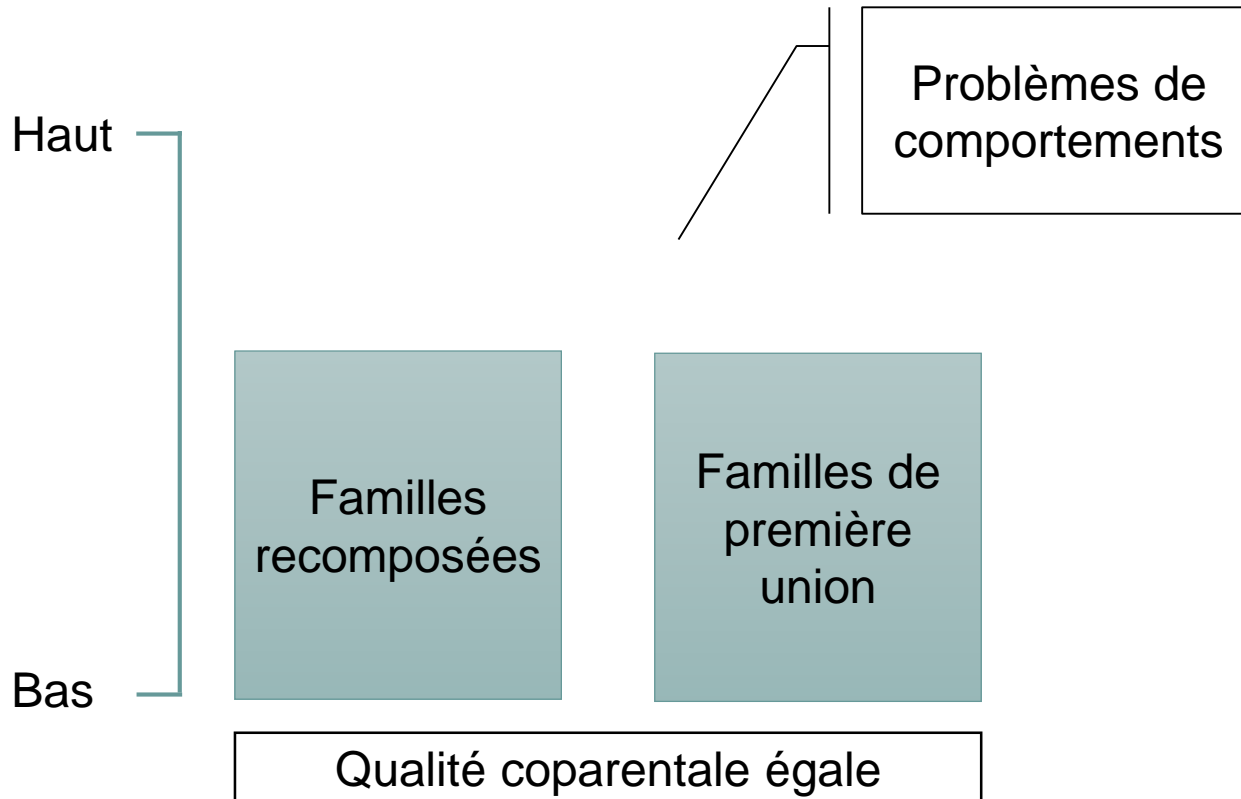 Problèmes de
comportements
Haut
Familles
recomposées
Familles de
première
union
Bas
Qualité coparentale égale